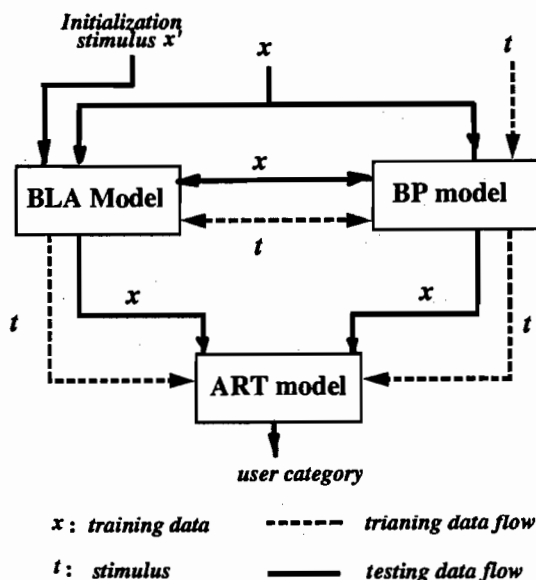 Initialization
stimulus x'
x
t
x
BLA Model
BP model
t
x
x
t
t
ART model
user category
x: training data
trianing data flow
t: stimulus
testing data flow